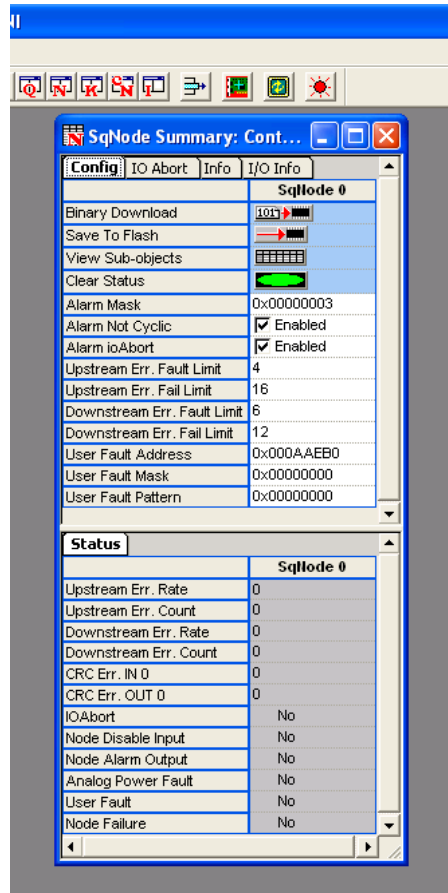 NI
Q N K CN I
SqNode Summary: Cont...
Config IO Abort Info I/O Info
SqNode 0
Binary Download 101
Save To Flash
View Sub-objects
Clear Status
Alarm Mask 0x00000003
Alarm Not Cyclic Enabled
Alarm ioAbort Enabled
Upstream Err. Fault Limit 4
Upstream Err. Fail Limit 16
Downstream Err. Fault Limit 6
Downstream Err. Fail Limit 12
User Fault Address 0x000AAEB0
User Fault Mask 0x00000000
User Fault Pattern 0x00000000
Status
SqNode 0
Upstream Err. Rate 0
Upstream Err. Count 0
Downstream Err. Rate 0
Downstream Err. Count 0
CRC Err. IN 0 0
CRC Err. OUT 0 0
IOAbort No
Node Disable Input No
Node Alarm Output No
Analog Power Fault No
User Fault No
Node Failure No